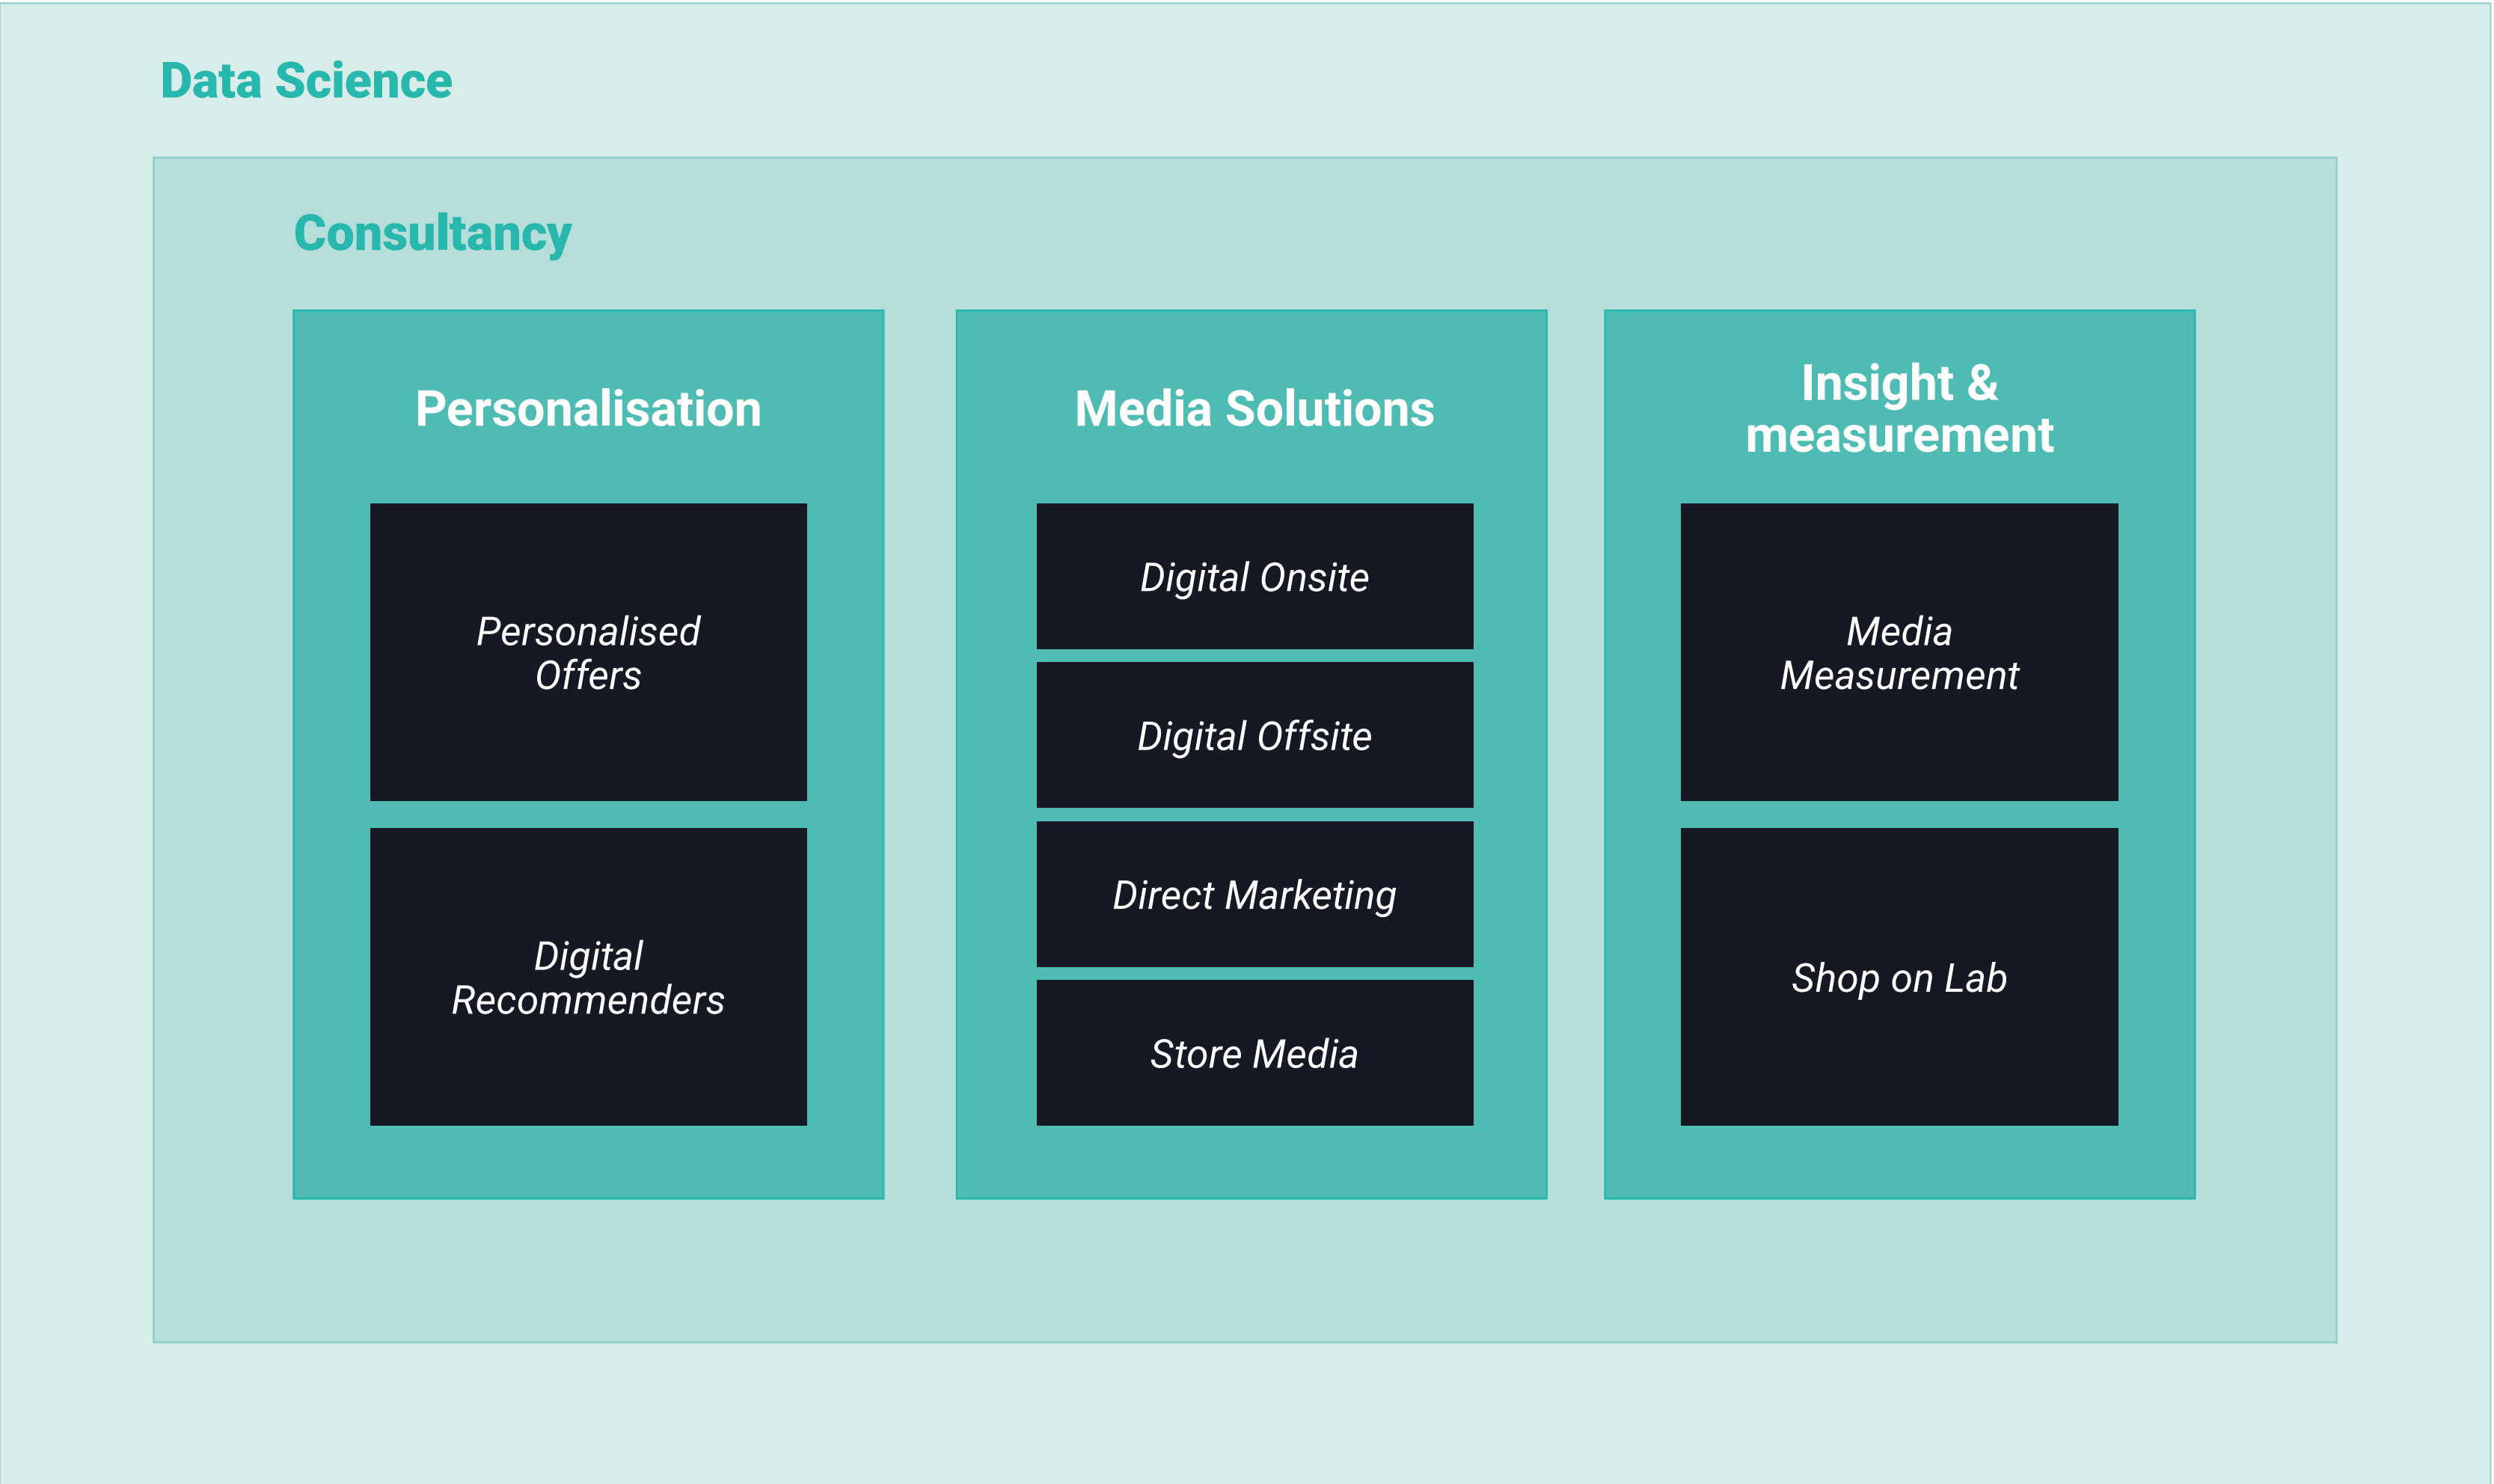 Data Science
Consultancy
Personalisation
Personalised
Offers
Digital
Recommenders
Media Solutions
Digital Onsite
Digital Offsite
Direct Marketing
Store Media
Insight &
measurement
Media
Measurement
Shop on Lab